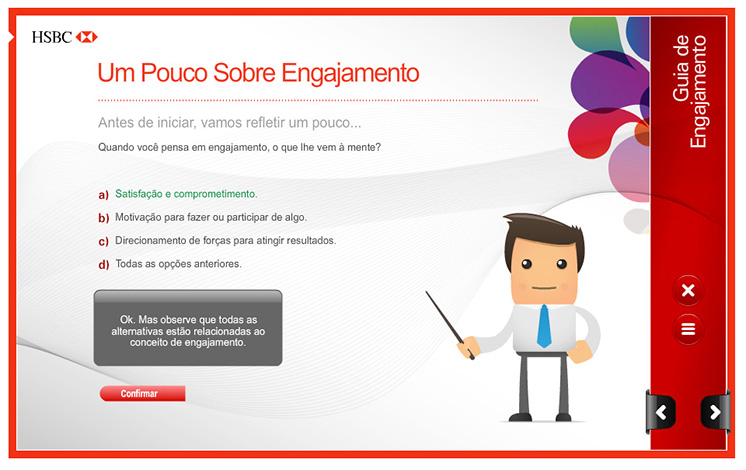 HSBC
Um Pouco Sobre Engajamento
Antes de iniciar, vamos refletir um pouco...
Quando você pensa em engajamento, o que lhe vem à mente?
a) Satisfação e comprometimento.
b) Motivação para fazer ou participar de algo.
c) Direcionamento de forças para atingir resultados.
d) Todas as opções anteriores.
Ok. Mas observe que todas as
alternativas estão relacionadas ao
conceito de engajamento.
Confirmar
Guia de
Engajamento